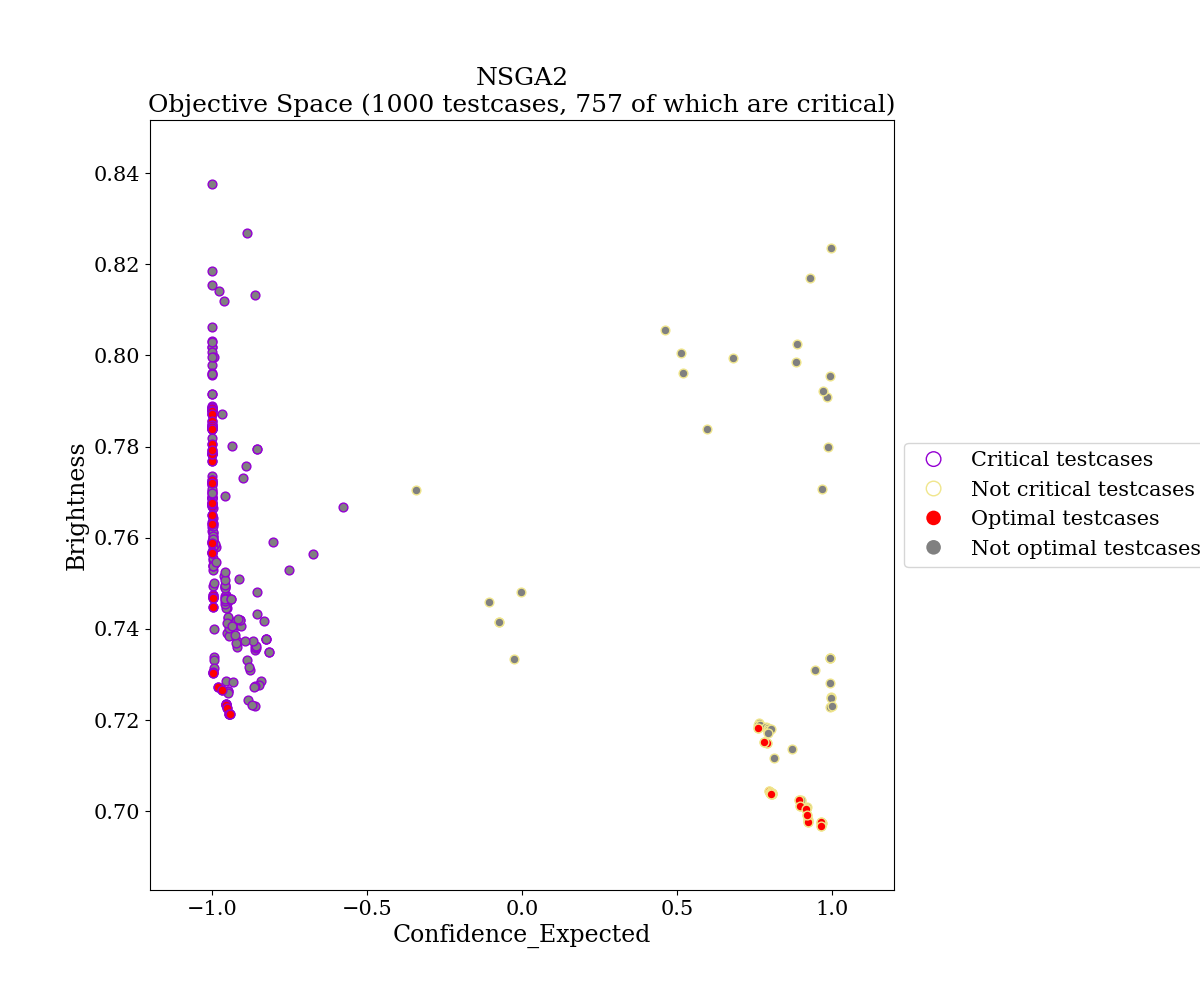 NSGA2
Objective Space (1000 testcases, 757 of which are critical)
0.84
0.82
0.80
0.78
0.76
0.74
0.72
0.70
Brightness
−1.0
−0.5
0.0
0.5
1.0
Confidence_Expected
Critical testcases
Not critical testcases
Optimal testcases
Not optimal testcases